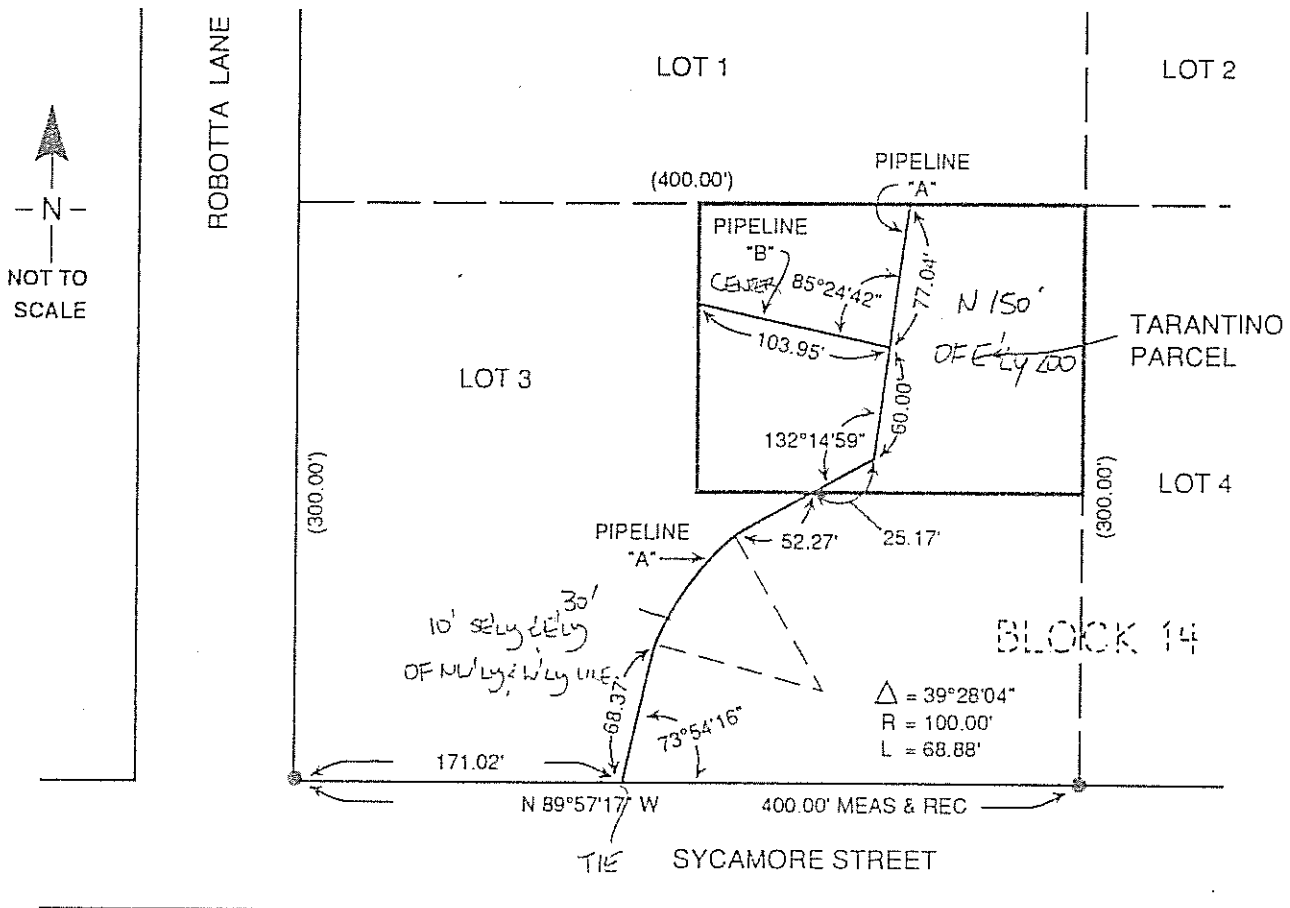 ROBOTTA LANE
LOT 1
LOT 2
N
NOT TO
SCALE
(400.00')
PIPELINE
"A"
PIPELINE
"B"
CENTER
85°24'42"
77.04'
N 150'
OF E'Ly 200
TARANTINO
PARCEL
103.95'
LOT 3
60.00'
132°14'59"
(300.00')
LOT 4
(300.00')
PIPELINE
"A"
52.27'
25.17'
30'
10' SE'Ly & E'Ly
OF NW'Ly & W'Ly LINE
BLOCK 14
68.37'
73°54'16"
Δ = 39°28'04"
R = 100.00'
L = 68.88'
171.02'
N 89°57'17" W
400.00' MEAS & REC
TIE
SYCAMORE STREET